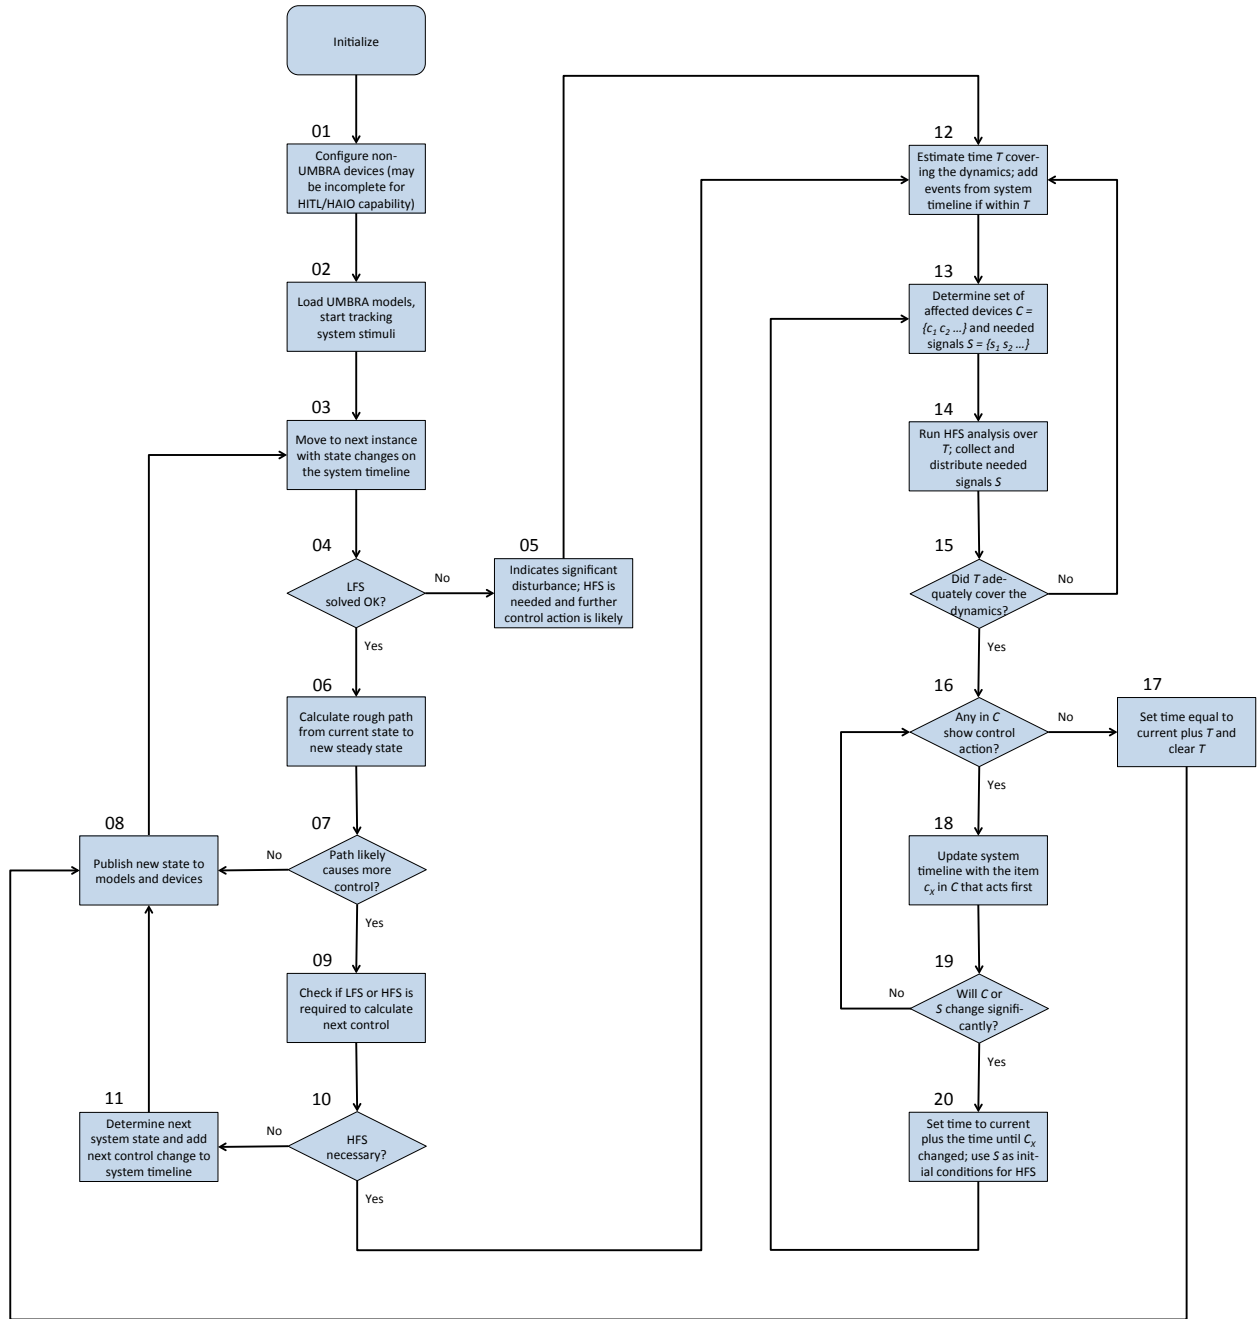 Initialize
01
Configure non-
UMBRA devices (may
be incomplete for
HITL/HAIO capability)
02
Load UMBRA models,
start tracking
system stimuli
03
Move to next instance
with state changes on
the system timeline
04
LFS
solved OK?
No
Yes
05
Indicates significant
disturbance; HFS is
needed and further
control action is likely
06
Calculate rough path
from current state to
new steady state
07
Path likely
causes more
control?
No
Yes
08
Publish new state to
models and devices
09
Check if LFS or HFS is
required to calculate
next control
10
HFS
necessary?
No
Yes
11
Determine next
system state and add
next control change to
system timeline
12
Estimate time T cover-
ing the dynamics; add
events from system
timeline if within T
13
Determine set of
affected devices C =
{c1 c2 ...} and needed
signals S = {s1 s2 ...}
14
Run HFS analysis over
T; collect and
distribute needed
signals S
15
Did T ade-
quately cover the
dynamics?
No
Yes
16
Any in C
show control
action?
No
Yes
17
Set time equal to
current plus T and
clear T
18
Update system
timeline with the item
cx in C that acts first
19
Will C or
S change signifi-
cantly?
No
Yes
20
Set time to current
plus the time until Cx
changed; use S as init-
ial conditions for HFS